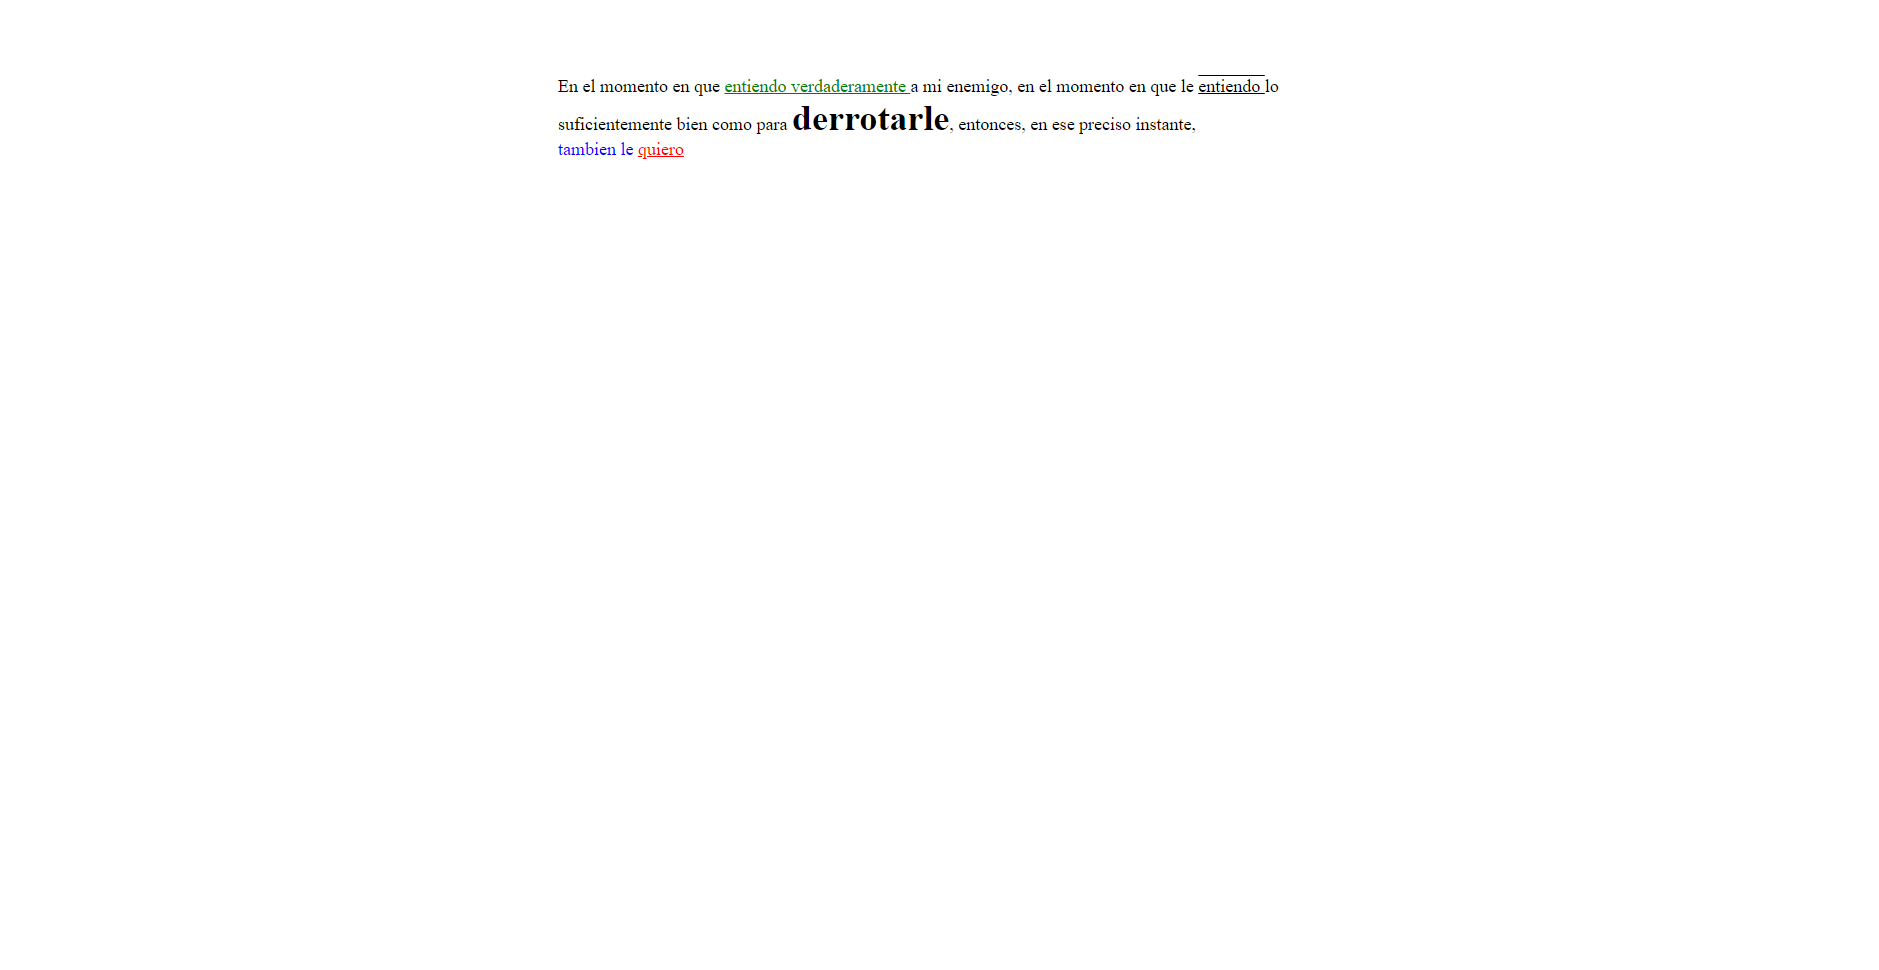 En el momento en que entiendo verdaderamente a mi enemigo, en el momento en que le entiendo lo
suficientemente bien como para derrotarle, entonces, en ese preciso instante,
tambien le quiero